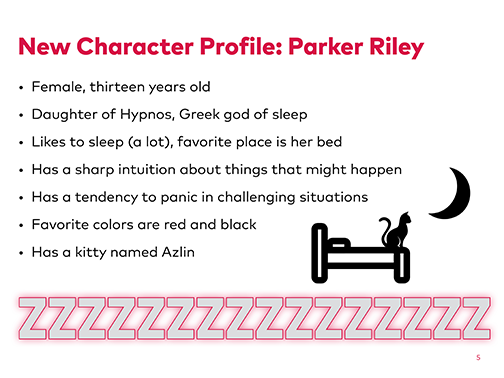 New Character Profile: Parker Riley
• Female, thirteen years old
• Daughter of Hypnos, Greek god of sleep
• Likes to sleep (a lot), favorite place is her bed
• Has a sharp intuition about things that might happen
• Has a tendency to panic in challenging situations
• Favorite colors are red and black
• Has a kitty named Azlin
ZZZZZZZZZZZZZZZZ
5